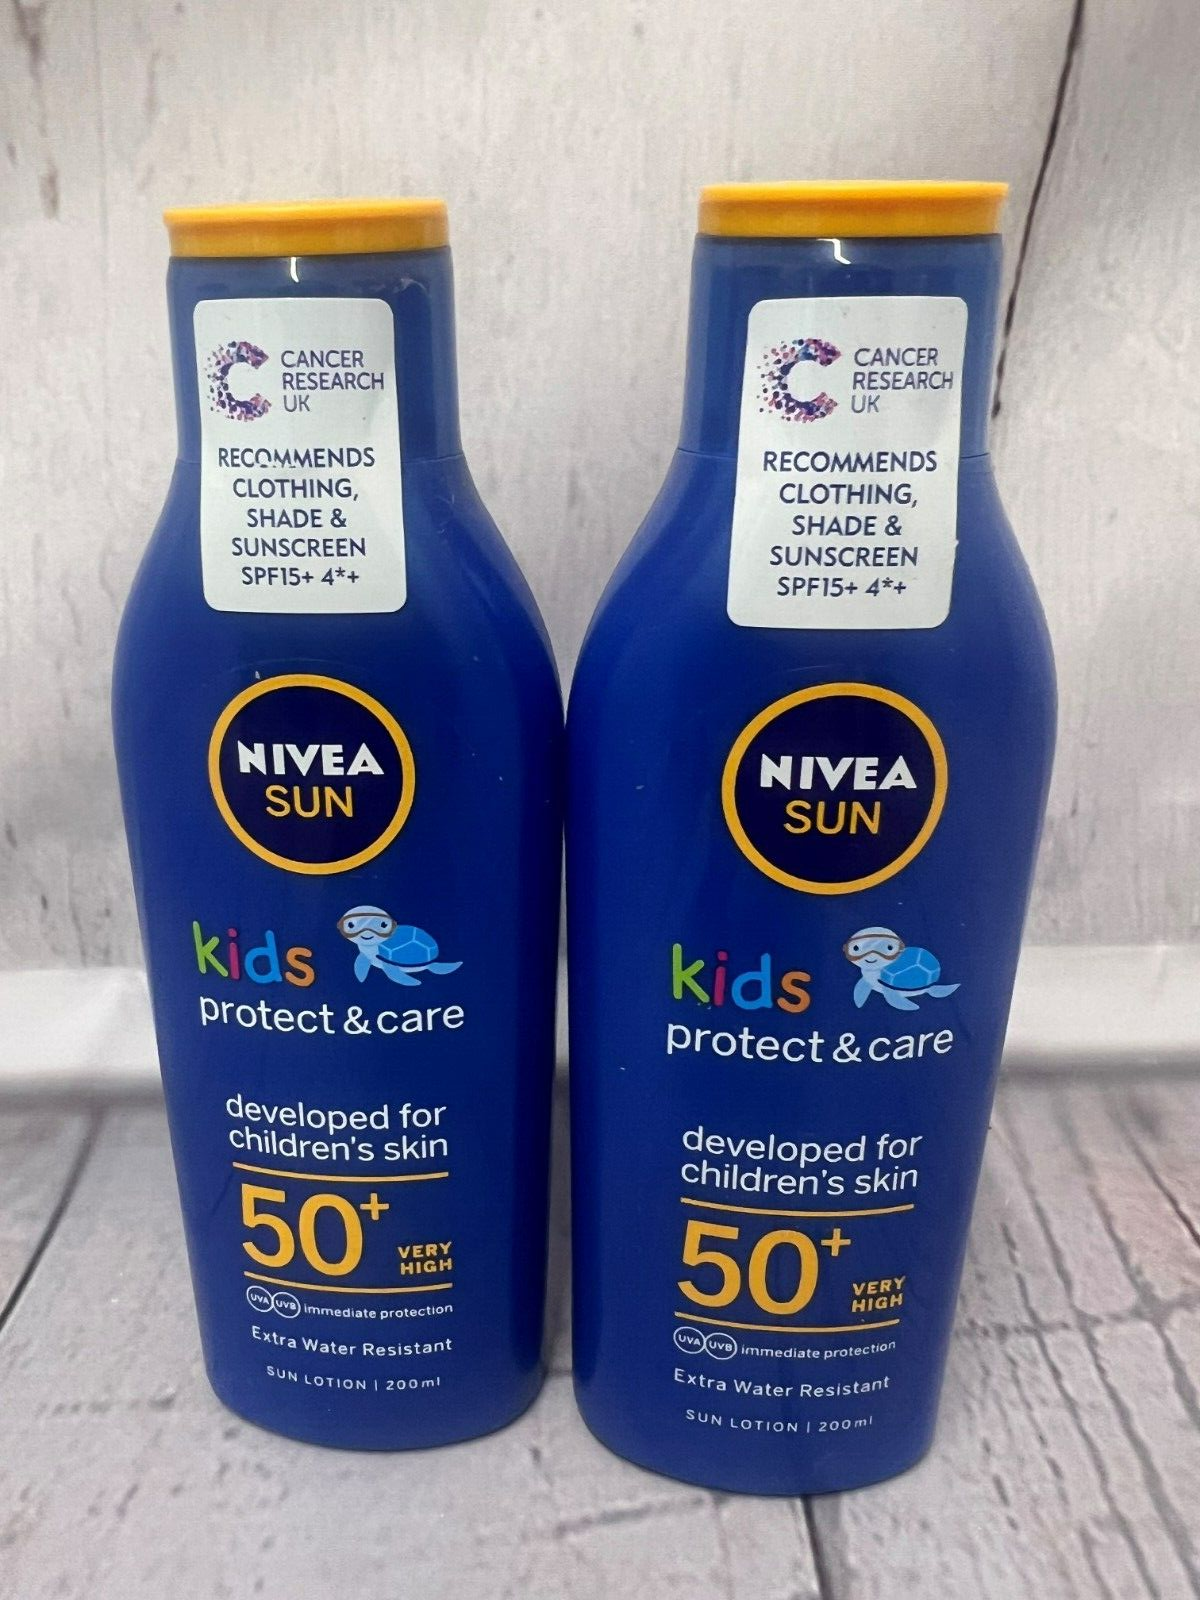 CANCER
RESEARCH
UK
RECOMMENDS
CLOTHING,
SHADE &
SUNSCREEN
SPF15+ 4*+
NIVEA
SUN
kids
protect & care
developed for
children's skin
50+
VERY
HIGH
UVA UVB immediate protection
Extra Water Resistant
SUN LOTION | 200ml
CANCER
RESEARCH
UK
RECOMMENDS
CLOTHING,
SHADE &
SUNSCREEN
SPF15+ 4*+
NIVEA
SUN
kids
protect & care
developed for
children's skin
50+
VERY
HIGH
UVA UVB immediate protection
Extra Water Resistant
SUN LOTION | 200ml